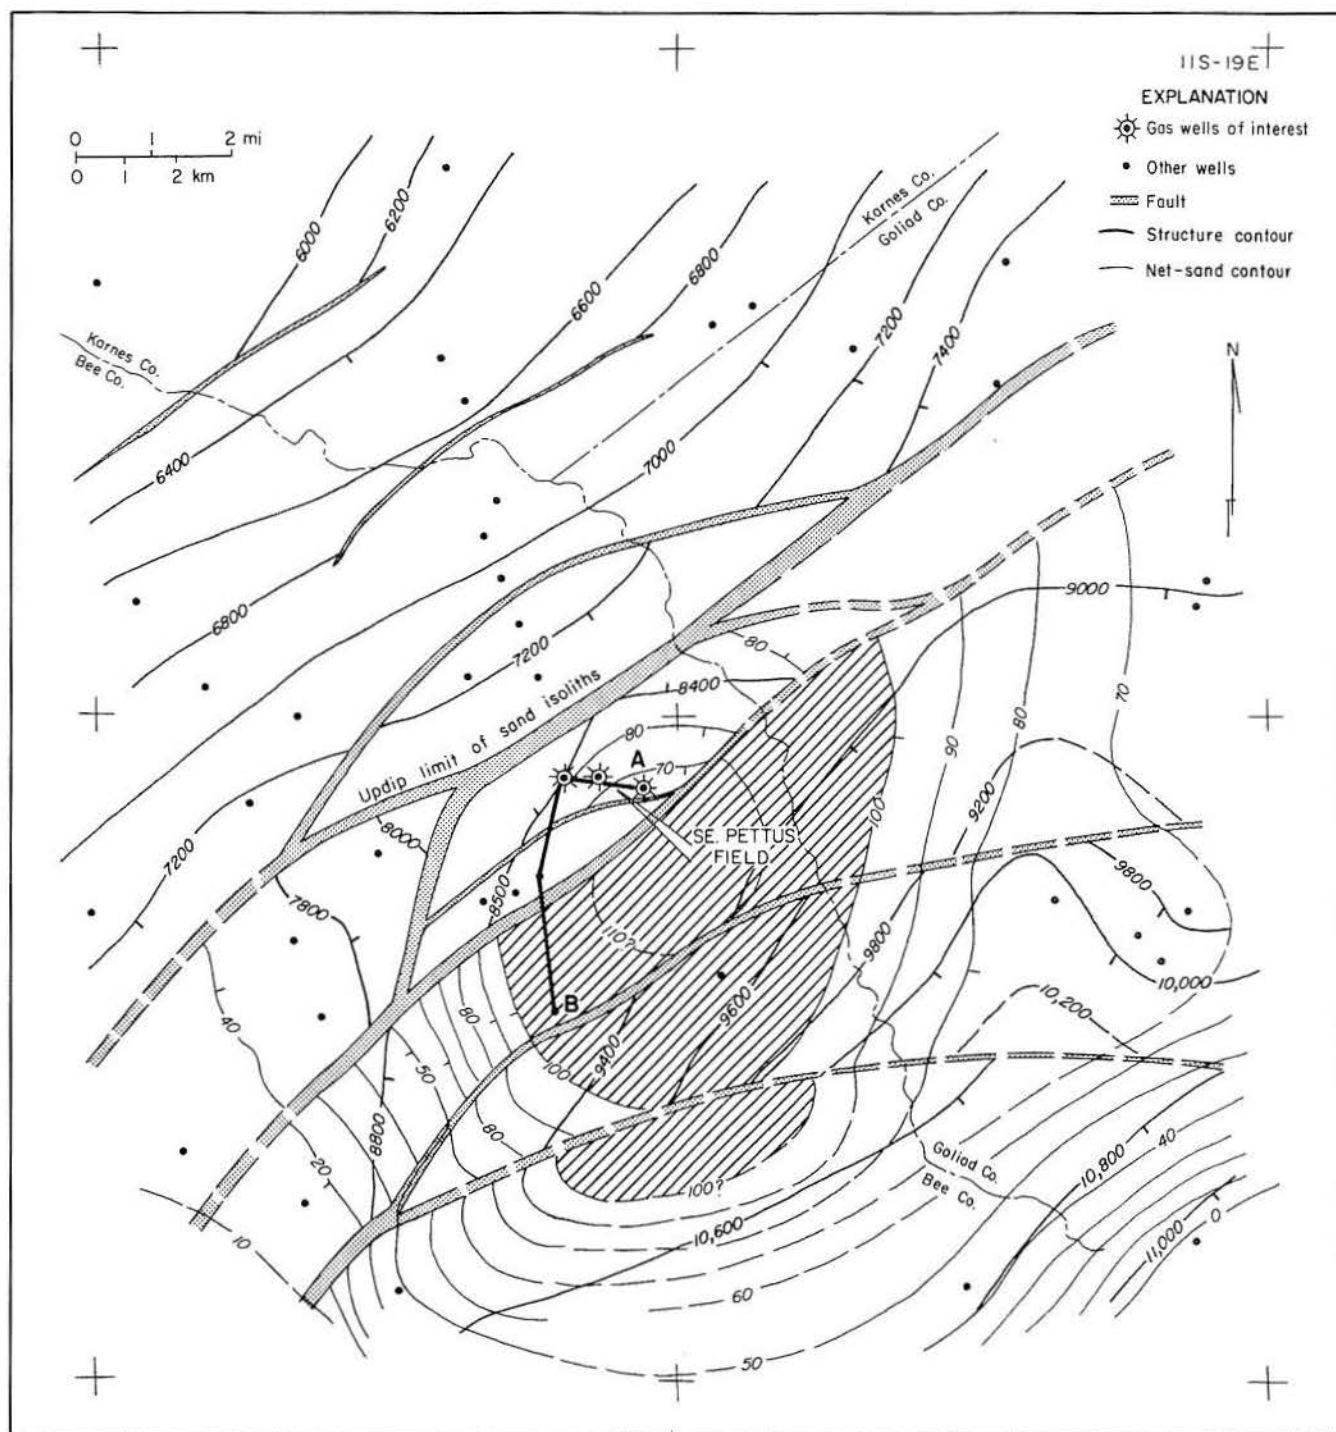 11S-19E
EXPLANATION
Gas wells of interest
Other wells
Fault
Structure contour
Net-sand contour
0 1 2 mi
0 1 2 km
N
Karnes Co.
Goliad Co.
Karnes Co.
Bee Co.
6000
6200
6600
6800
7200
7400
6400
7000
6800
9000
7200
80
8400
Updip limit of sand isoliths
80
A
70
70
80
90
100
9200
SE. PETTUS
FIELD
8000
7200
8500
7800
9800
110?
9800
10,000
B
9600
10,200
40
80
50
9400
100
80
8800
20
40
Goliad Co.
Bee Co.
10,800
100?
10,600
10
11,000
0
60
50